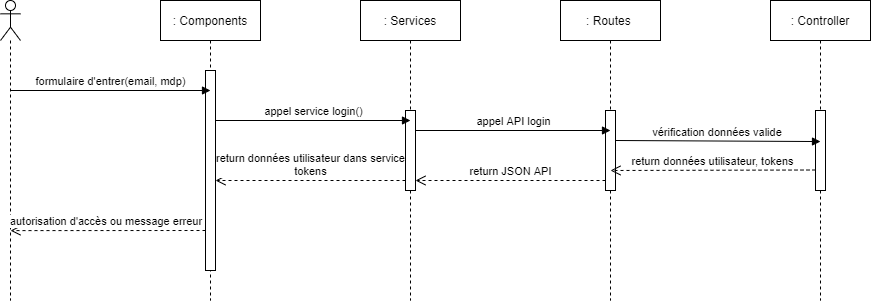 : Components
: Services
: Routes
: Controller
formulaire d'entrer(email, mdp)
appel service login()
appel API login
vérification données valide
return données utilisateur dans service
tokens
return JSON API
return données utilisateur, tokens
autorisation d'accès ou message erreur